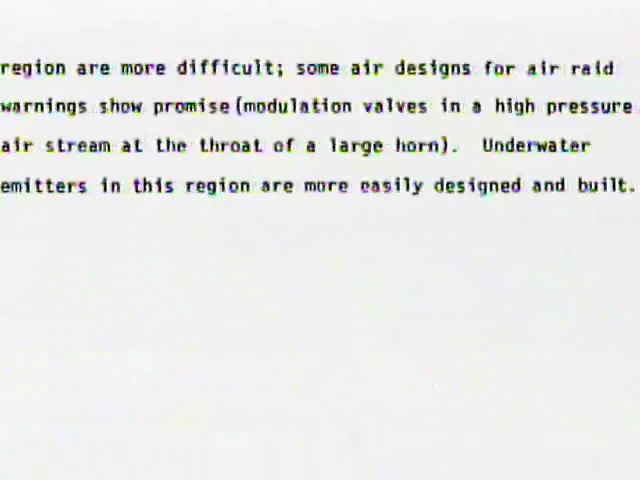 region are more difficult; some air designs for air raid
warnings show promise (modulation valves in a high pressure
air stream at the throat of a large horn). Underwater
emitters in this region are more easily designed and built.